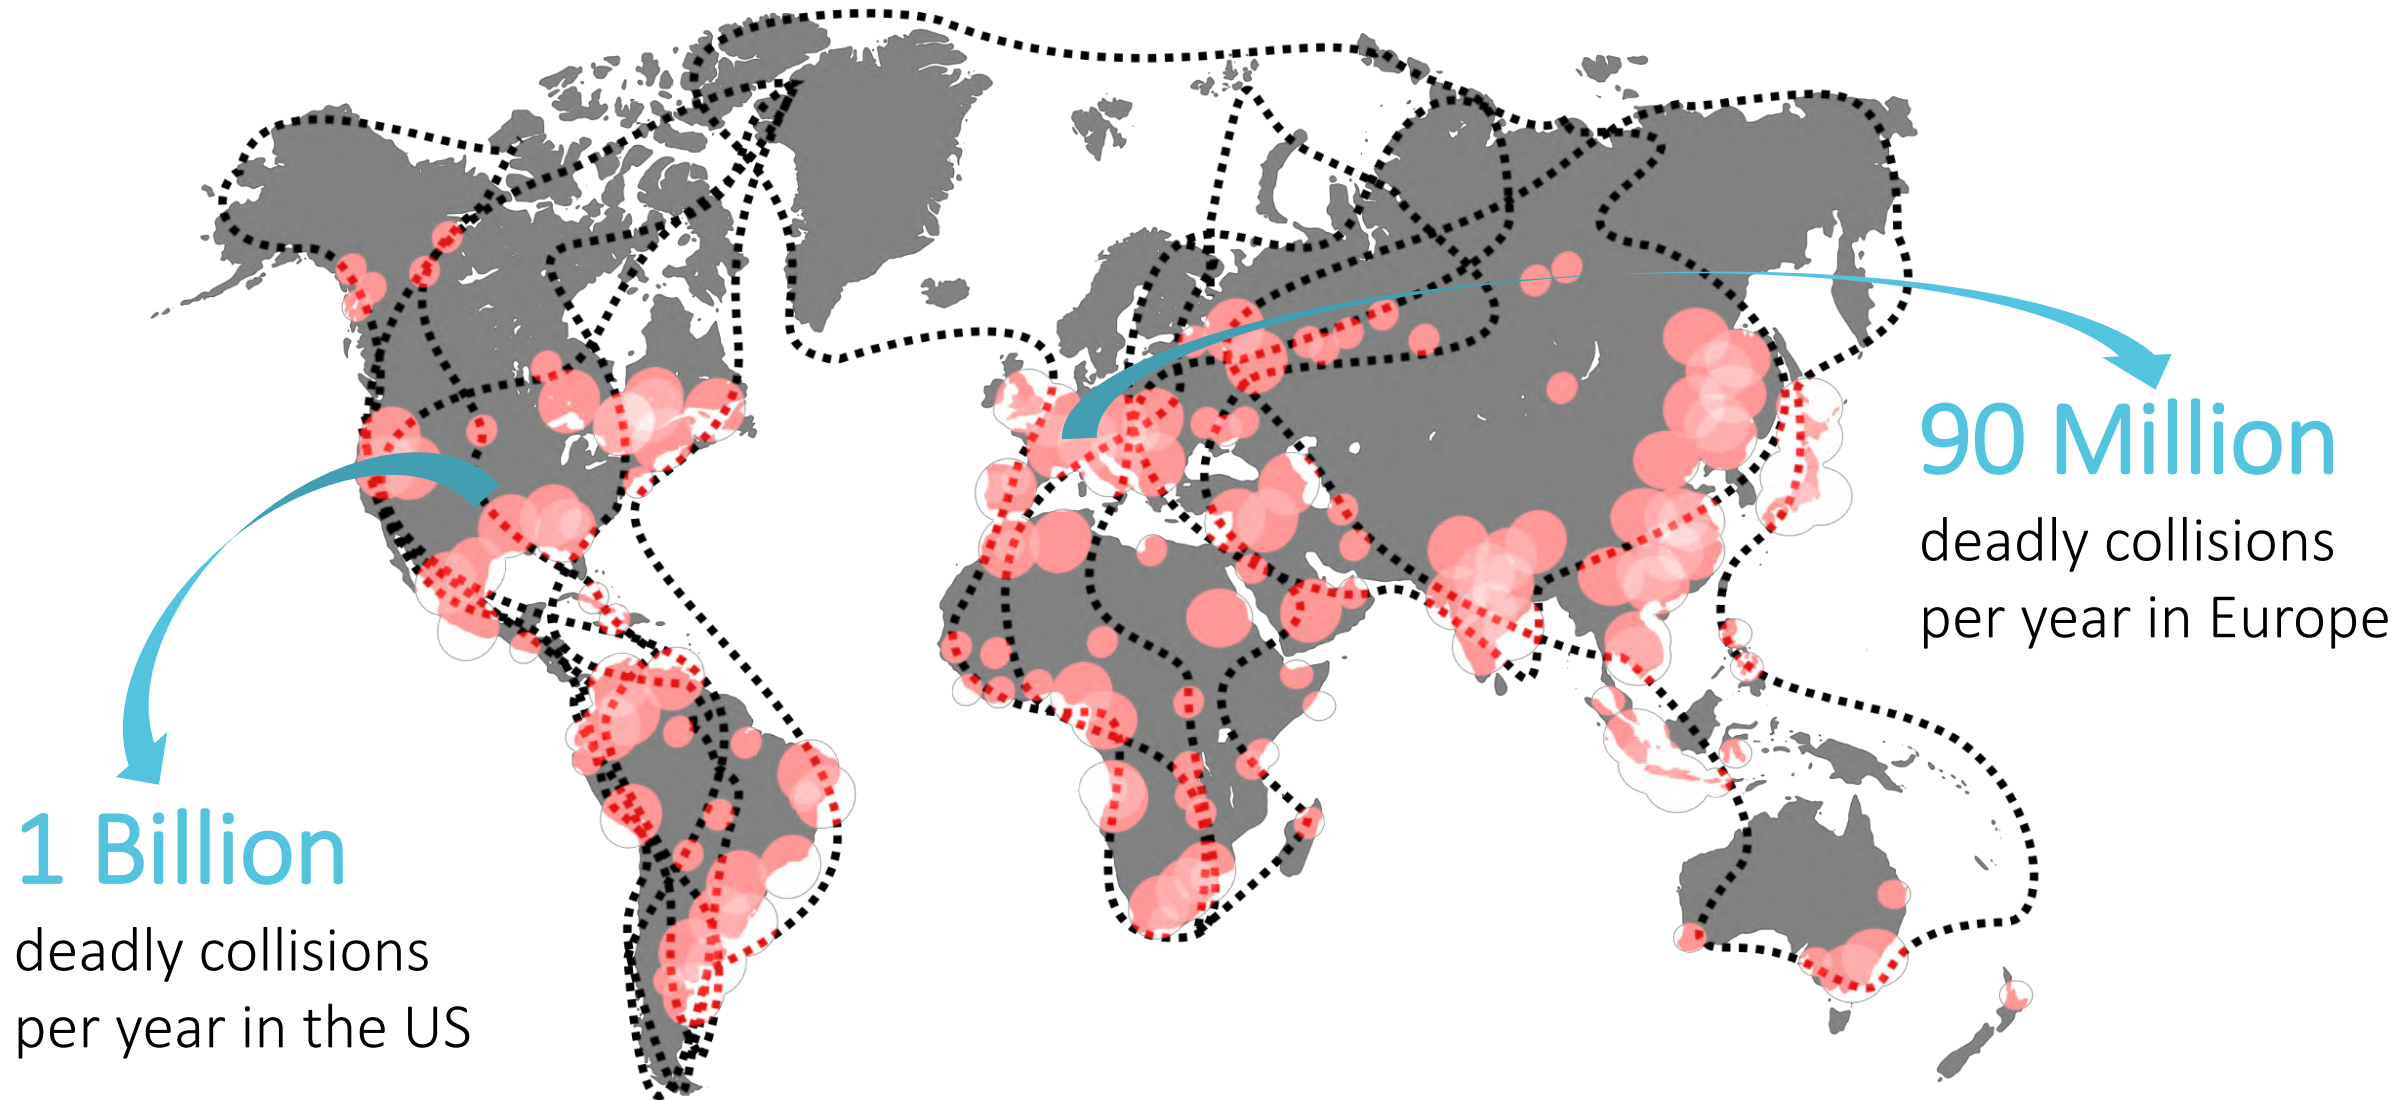 90 Million
deadly collisions
per year in Europe
1 Billion
deadly collisions
per year in the US